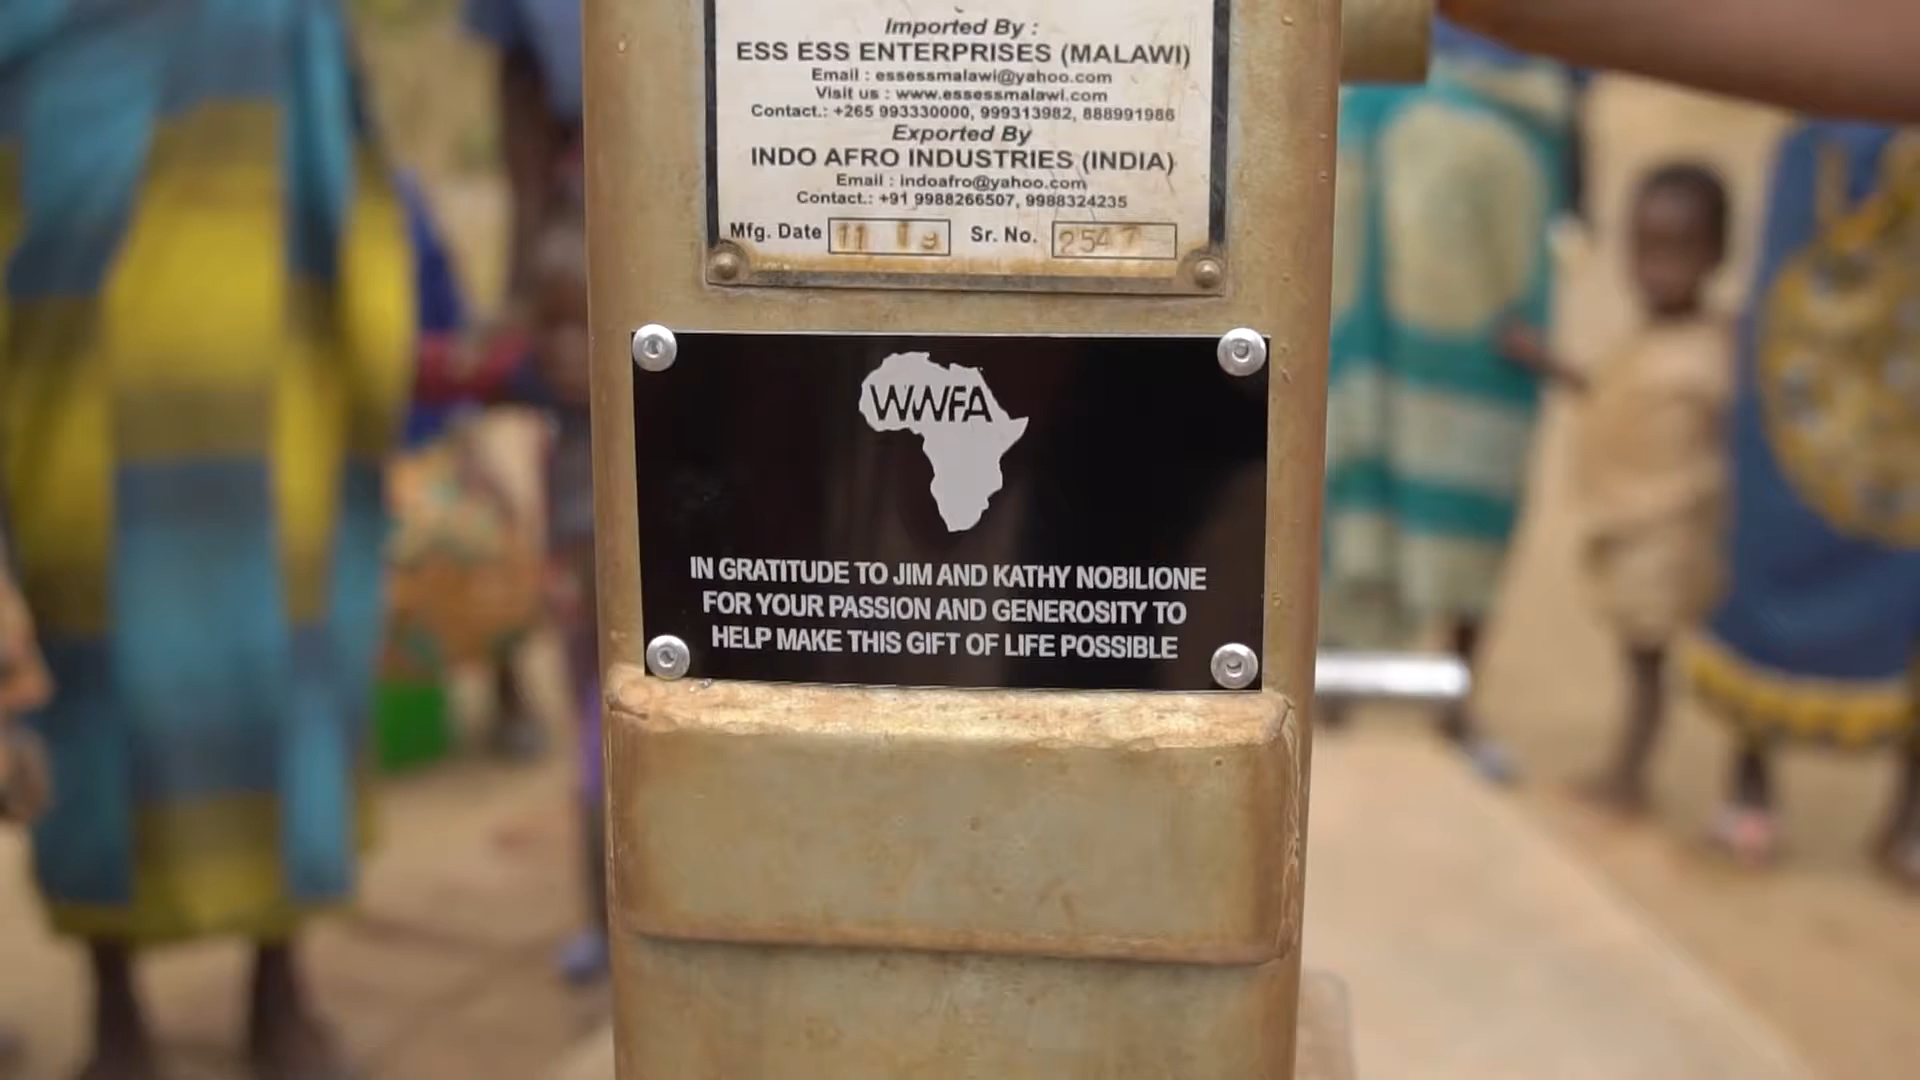 Imported By :
ESS ESS ENTERPRISES (MALAWI)
Email : essessmalawi@yahoo.com
Visit us : www.essessmalawi.com
Contact.: +265 993330000, 999313982, 888991986
Exported By
INDO AFRO INDUSTRIES (INDIA)
Email : indoafro@yahoo.com
Contact.: +91 9988266507, 9988324235
Mfg. Date 11 19 Sr. No. 2547
WWFA
IN GRATITUDE TO JIM AND KATHY NOBILIONE
FOR YOUR PASSION AND GENEROSITY TO
HELP MAKE THIS GIFT OF LIFE POSSIBLE